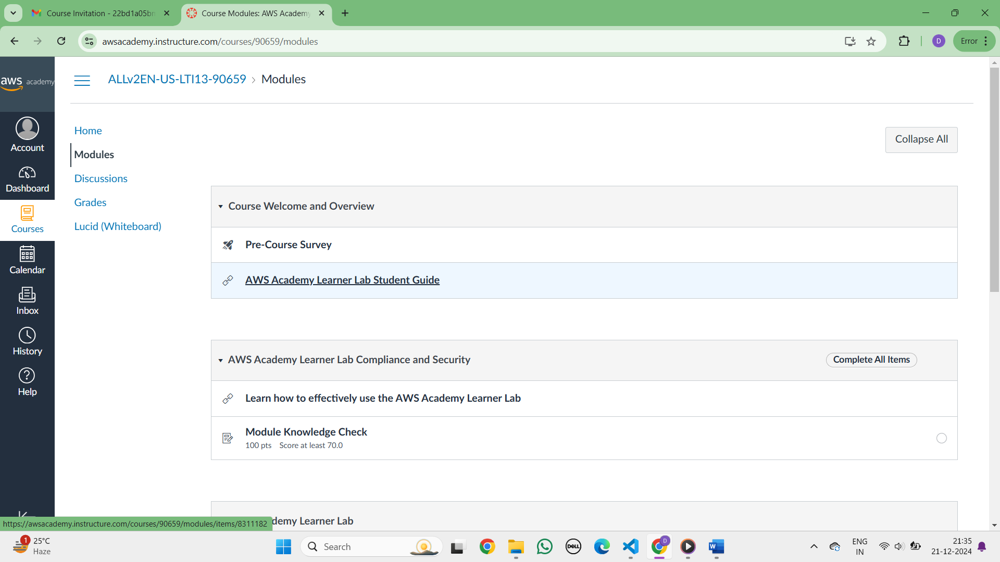 Course Invitation - 22bd1a05bm
Course Modules: AWS Academy
awsacademy.instructure.com/courses/90659/modules
D
Error
aws academy
ALLv2EN-US-LTI13-90659 > Modules
Account
Dashboard
Courses
Calendar
Inbox
History
Help
Home
Modules
Discussions
Grades
Lucid (Whiteboard)
Collapse All
Course Welcome and Overview
Pre-Course Survey
AWS Academy Learner Lab Student Guide
AWS Academy Learner Lab Compliance and Security
Complete All Items
Learn how to effectively use the AWS Academy Learner Lab
Module Knowledge Check
100 pts Score at least 70.0
demy Learner Lab
https://awsacademy.instructure.com/courses/90659/modules/items/8311182
1
25°C
Haze
Search
DELL
D
W
ENG
IN
21:35
21-12-2024